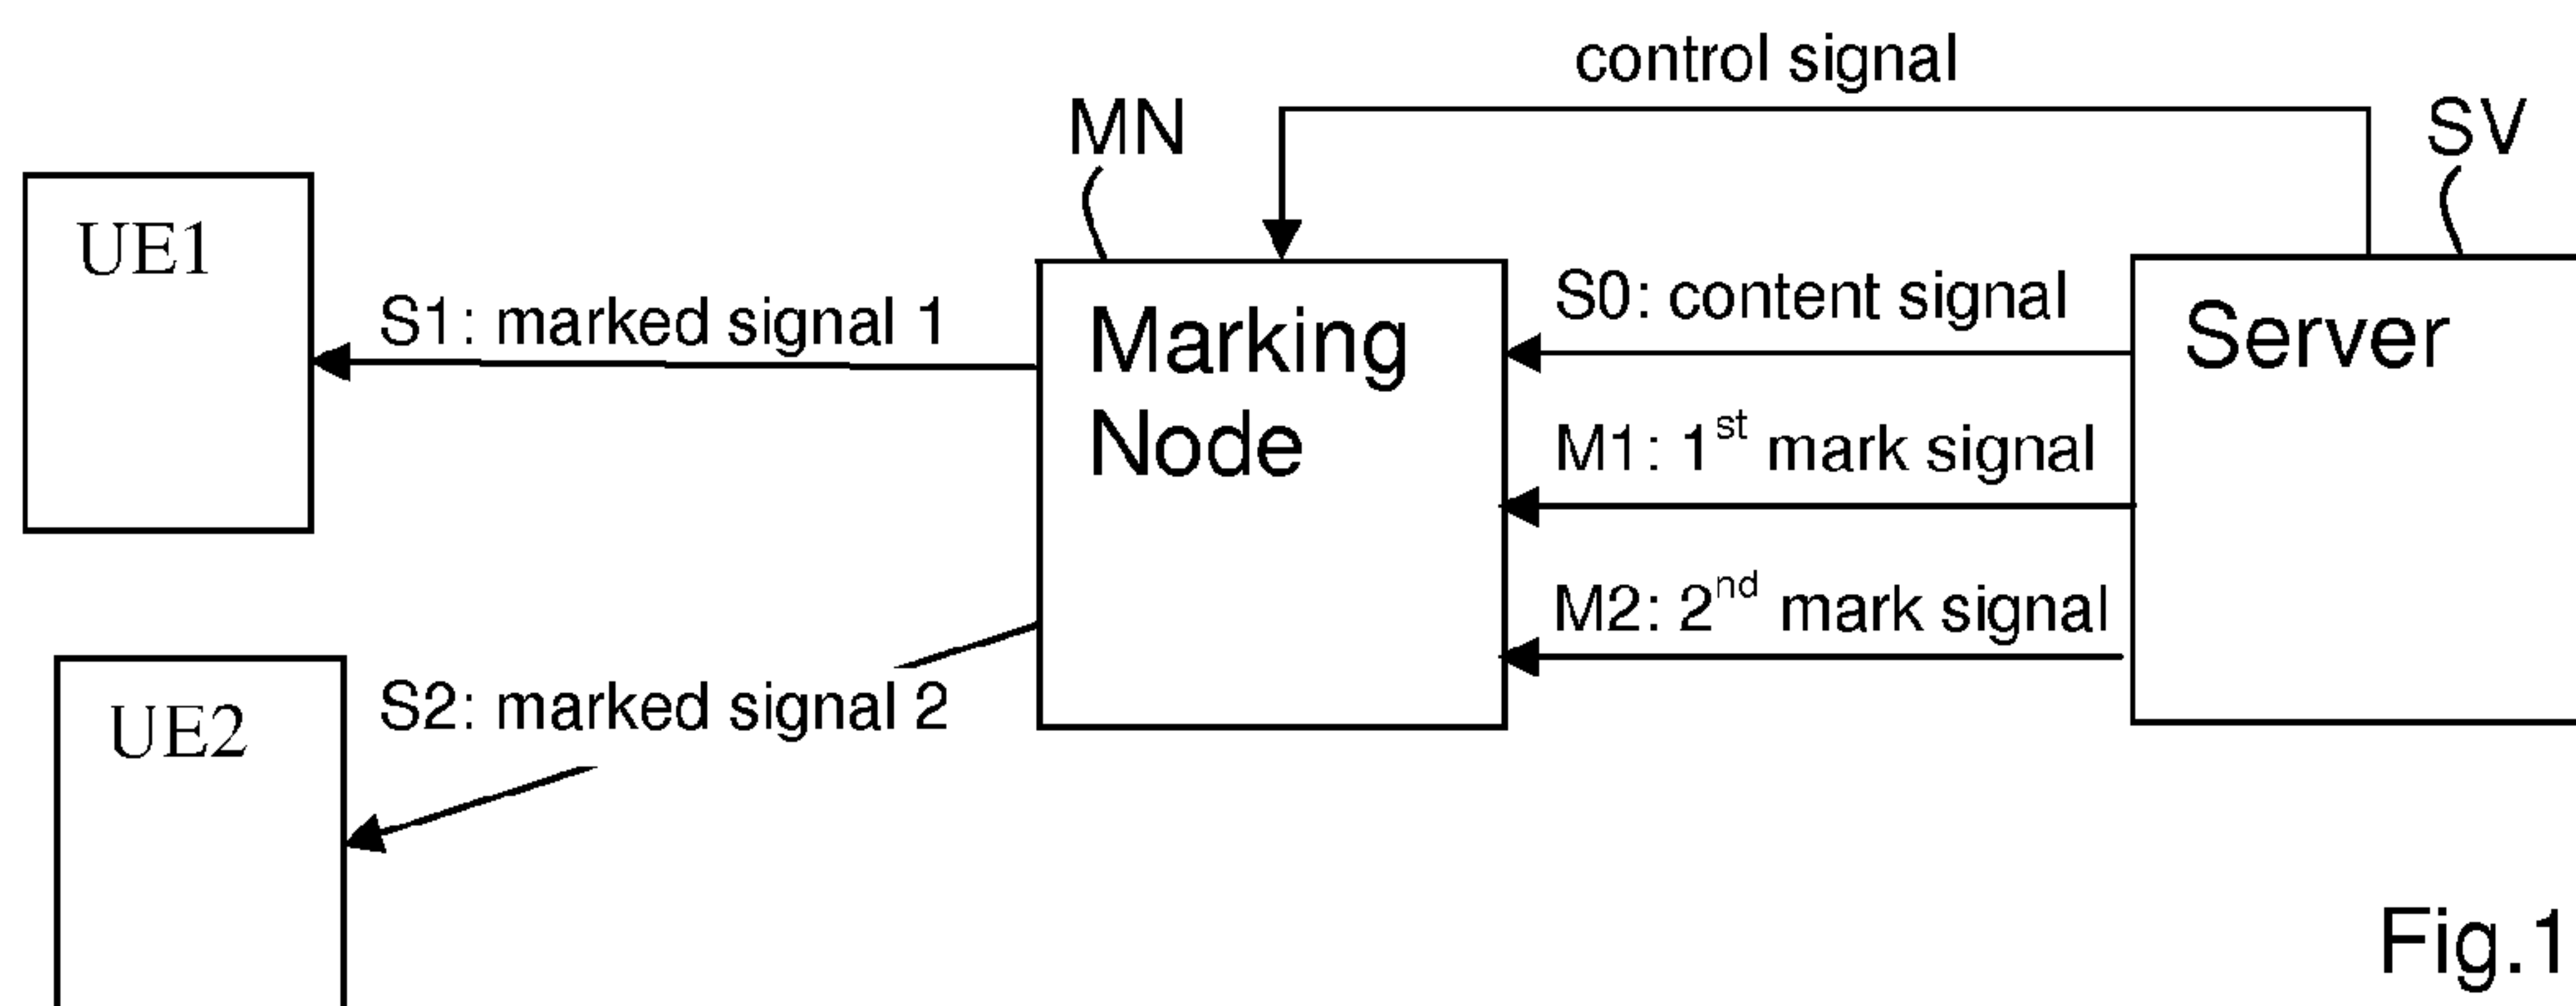 control signal
MN
SV
UE1
S1: marked signal 1
Marking
Node
S0: content signal
Server
M1: 1st mark signal
M2: 2nd mark signal
UE2
S2: marked signal 2
Fig.1